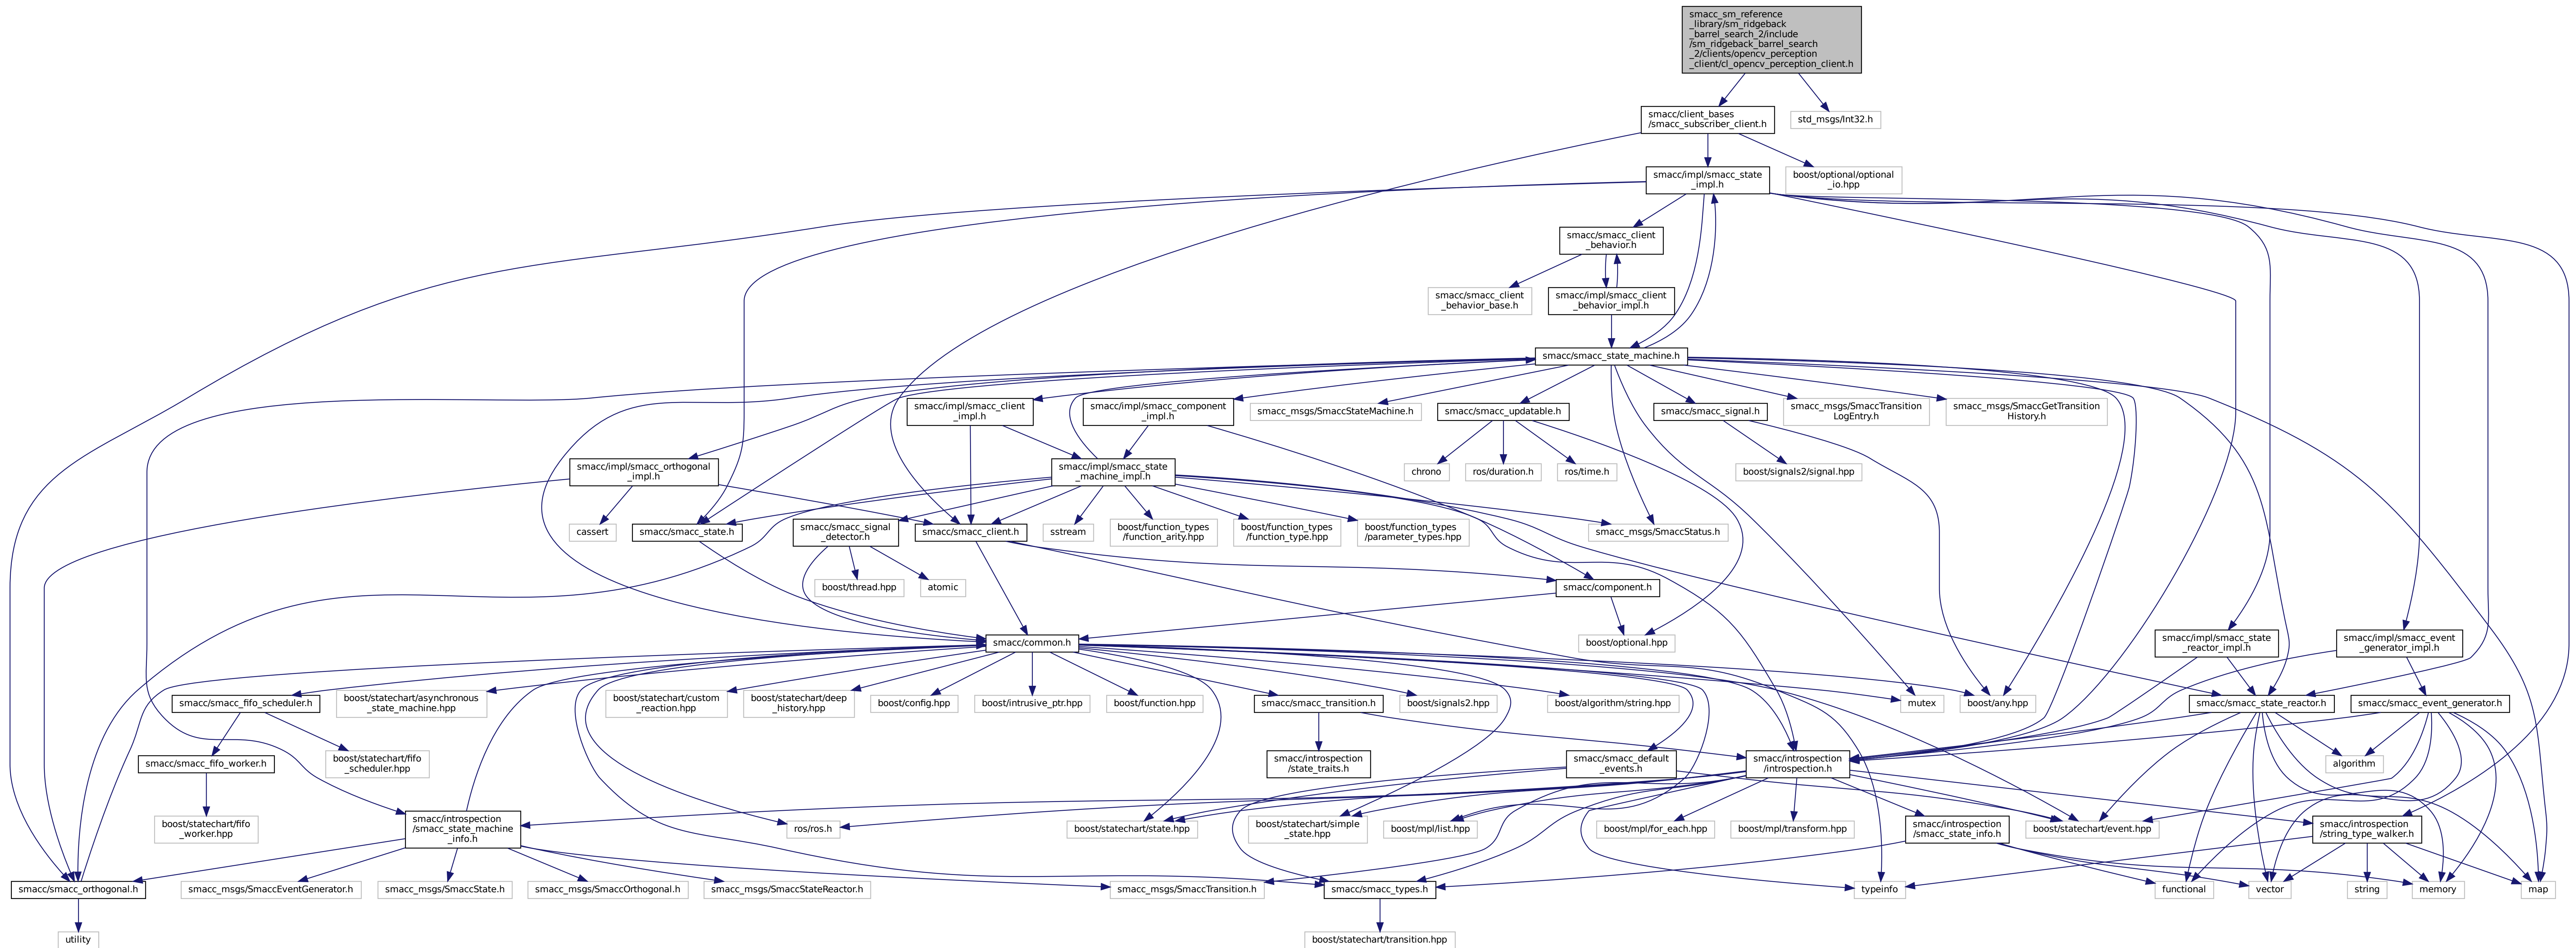 smacc_sm_reference
_library/sm_ridgeback
_barrel_search_2/include
/sm_ridgeback_barrel_search
_2/clients/opencv_perception
_client/cl_opencv_perception_client.h
smacc/client_bases
/smacc_subscriber_client.h
std_msgs/Int32.h
smacc/impl/smacc_state
_impl.h
boost/optional/optional
_io.hpp
smacc/smacc_client
_behavior.h
smacc/smacc_client
_behavior_base.h
smacc/impl/smacc_client
_behavior_impl.h
smacc/smacc_state_machine.h
smacc/impl/smacc_client
_impl.h
smacc/impl/smacc_component
_impl.h
smacc_msgs/SmaccStateMachine.h
smacc/smacc_updatable.h
smacc/smacc_signal.h
smacc_msgs/SmaccTransition
LogEntry.h
smacc_msgs/SmaccGetTransition
History.h
smacc/impl/smacc_orthogonal
_impl.h
smacc/impl/smacc_state
_machine_impl.h
chrono
ros/duration.h
ros/time.h
boost/signals2/signal.hpp
cassert
smacc/smacc_state.h
smacc/smacc_signal
_detector.h
smacc/smacc_client.h
sstream
boost/function_types
/function_arity.hpp
boost/function_types
/function_type.hpp
boost/function_types
/parameter_types.hpp
smacc_msgs/SmaccStatus.h
boost/thread.hpp
atomic
smacc/component.h
smacc/common.h
boost/optional.hpp
smacc/impl/smacc_state
_reactor_impl.h
smacc/impl/smacc_event
_generator_impl.h
smacc/smacc_fifo_scheduler.h
boost/statechart/asynchronous
_state_machine.hpp
boost/statechart/custom
_reaction.hpp
boost/statechart/deep
_history.hpp
boost/config.hpp
boost/intrusive_ptr.hpp
boost/function.hpp
smacc/smacc_transition.h
boost/signals2.hpp
boost/algorithm/string.hpp
mutex
boost/any.hpp
smacc/smacc_state_reactor.h
smacc/smacc_event_generator.h
smacc/smacc_fifo_worker.h
boost/statechart/fifo
_scheduler.hpp
smacc/introspection
/state_traits.h
smacc/smacc_default
_events.h
smacc/introspection
/introspection.h
algorithm
boost/statechart/fifo
_worker.hpp
smacc/introspection
/smacc_state_machine
_info.h
ros/ros.h
boost/statechart/state.hpp
boost/statechart/simple
_state.hpp
boost/mpl/list.hpp
boost/mpl/for_each.hpp
boost/mpl/transform.hpp
smacc/introspection
/smacc_state_info.h
boost/statechart/event.hpp
smacc/introspection
/string_type_walker.h
smacc/smacc_orthogonal.h
smacc_msgs/SmaccEventGenerator.h
smacc_msgs/SmaccState.h
smacc_msgs/SmaccOrthogonal.h
smacc_msgs/SmaccStateReactor.h
smacc_msgs/SmaccTransition.h
smacc/smacc_types.h
typeinfo
functional
vector
string
memory
map
utility
boost/statechart/transition.hpp